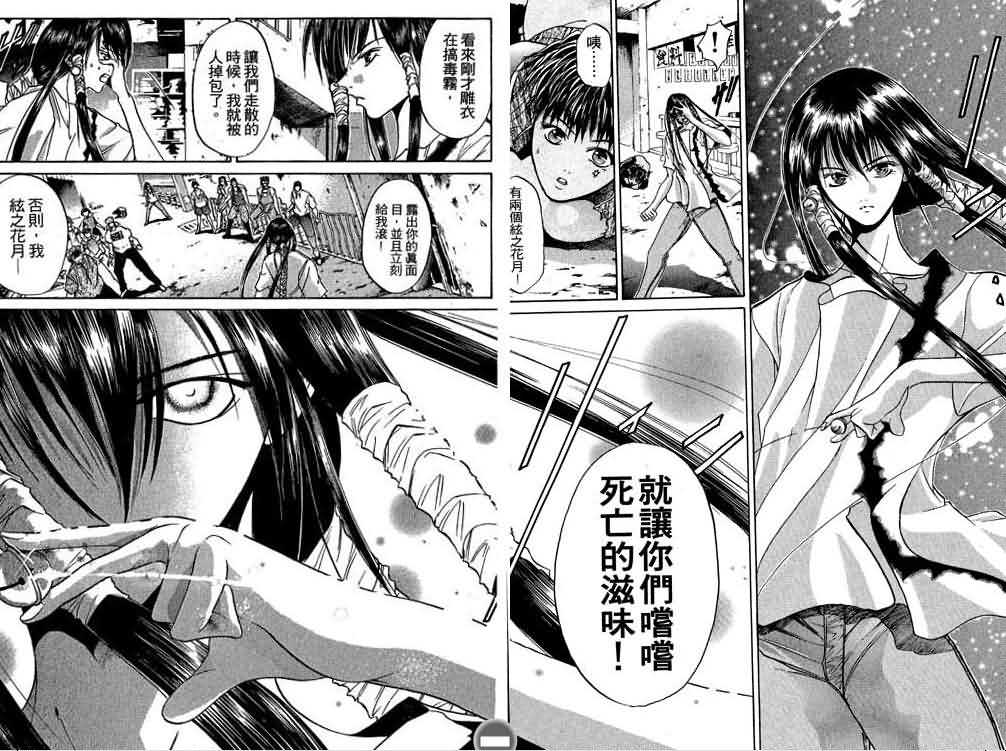 ！
咦⋯⋯
有兩個絃之花月！
看來剛才雕衣
在搞毒霧，
讓我們走散的
時候，我就被
人掉包了。
露出你的真面
目，並且立刻
給我滾！
否則，我
絃之花月—
就讓你們嚐嚐
死亡的滋味！